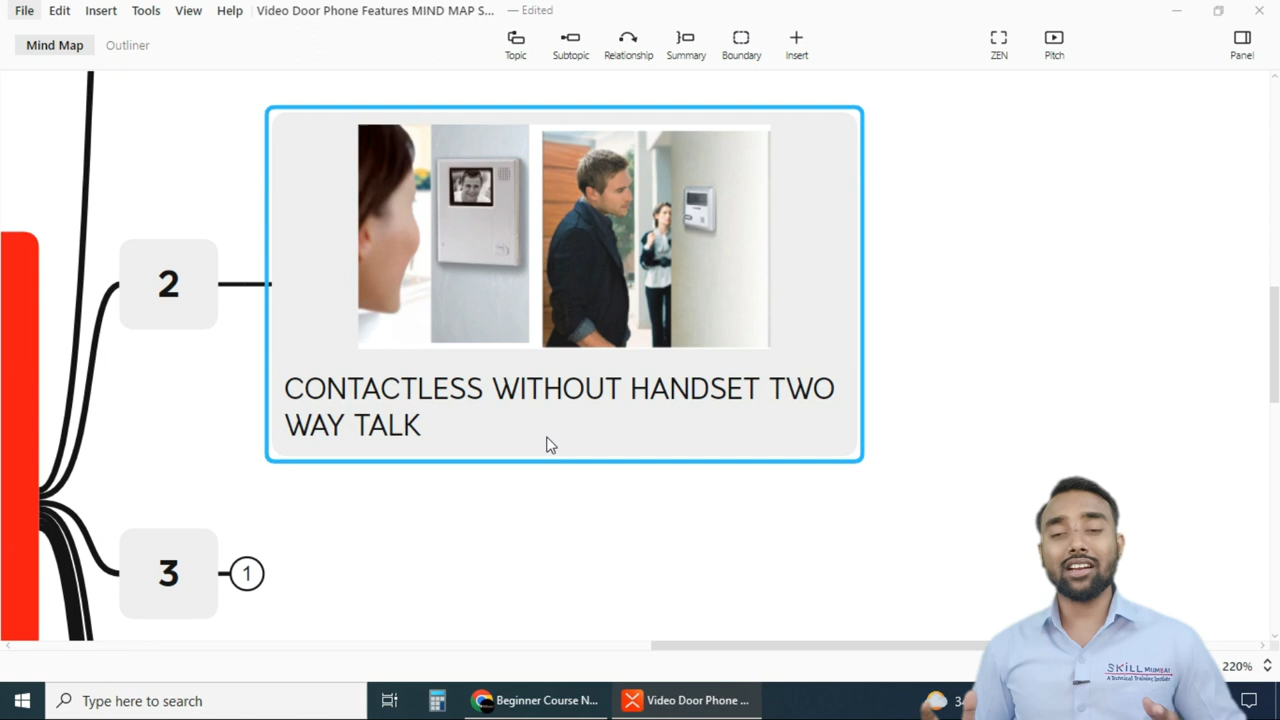 File Edit Insert Tools View Help Video Door Phone Features MIND MAP S... — Edited
Mind Map Outliner
Topic Subtopic Relationship Summary Boundary Insert ZEN Pitch Panel
2
CONTACTLESS WITHOUT HANDSET TWO
WAY TALK
3 1
SKILL MUMBAI
A Technical Training Institute
220%
Type here to search
Beginner Course N...
Video Door Phone ...
34